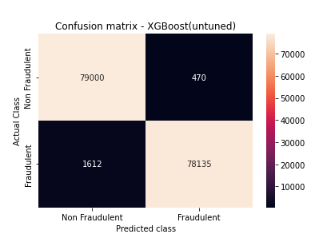 Confusion matrix - XGBoost(untuned)
Actual Class
Non Fraudulent
Fraudulent
79000
470
1612
78135
Non Fraudulent
Fraudulent
Predicted class
70000
60000
50000
40000
30000
20000
10000